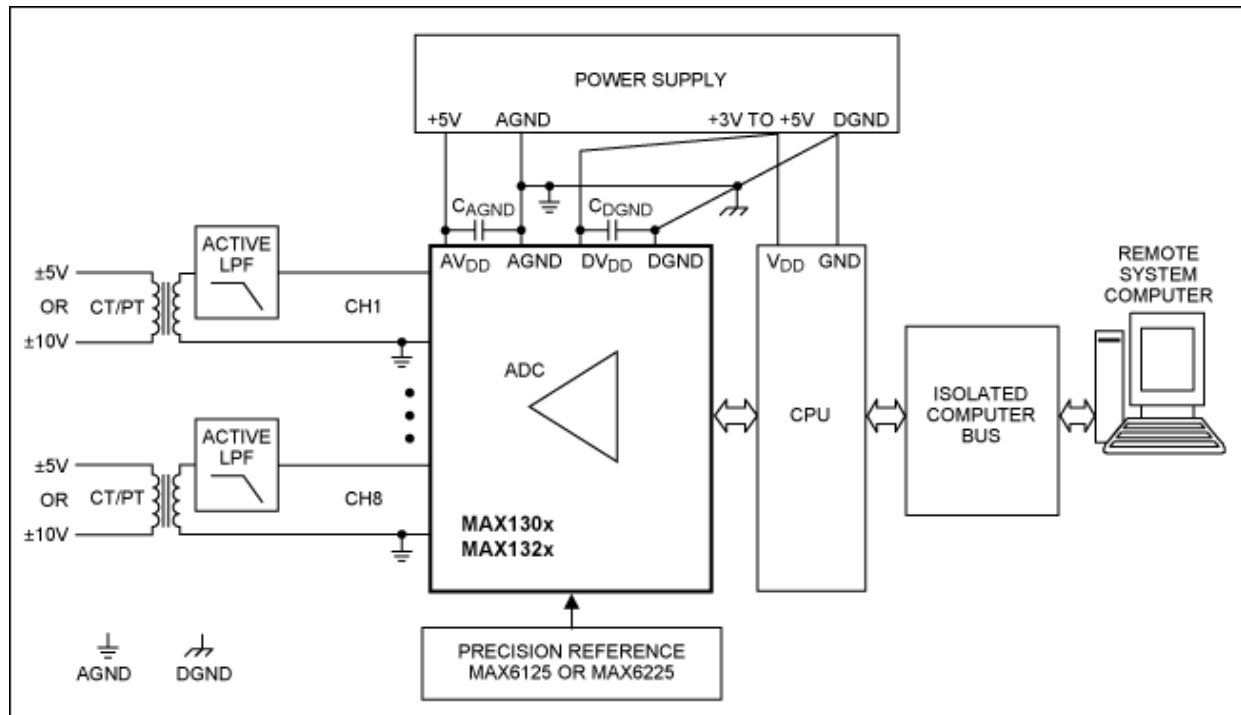 POWER SUPPLY
+5V AGND +3V TO +5V DGND
CAGND CDGND
AVDD AGND DVDD DGND
VDD GND
ACTIVE
LPF
±5V
OR CT/PT CH1
±10V
ADC
ACTIVE
LPF
±5V
OR CT/PT CH8
±10V
MAX130x
MAX132x
CPU
ISOLATED
COMPUTER
BUS
REMOTE
SYSTEM
COMPUTER
PRECISION REFERENCE
MAX6125 OR MAX6225
AGND DGND